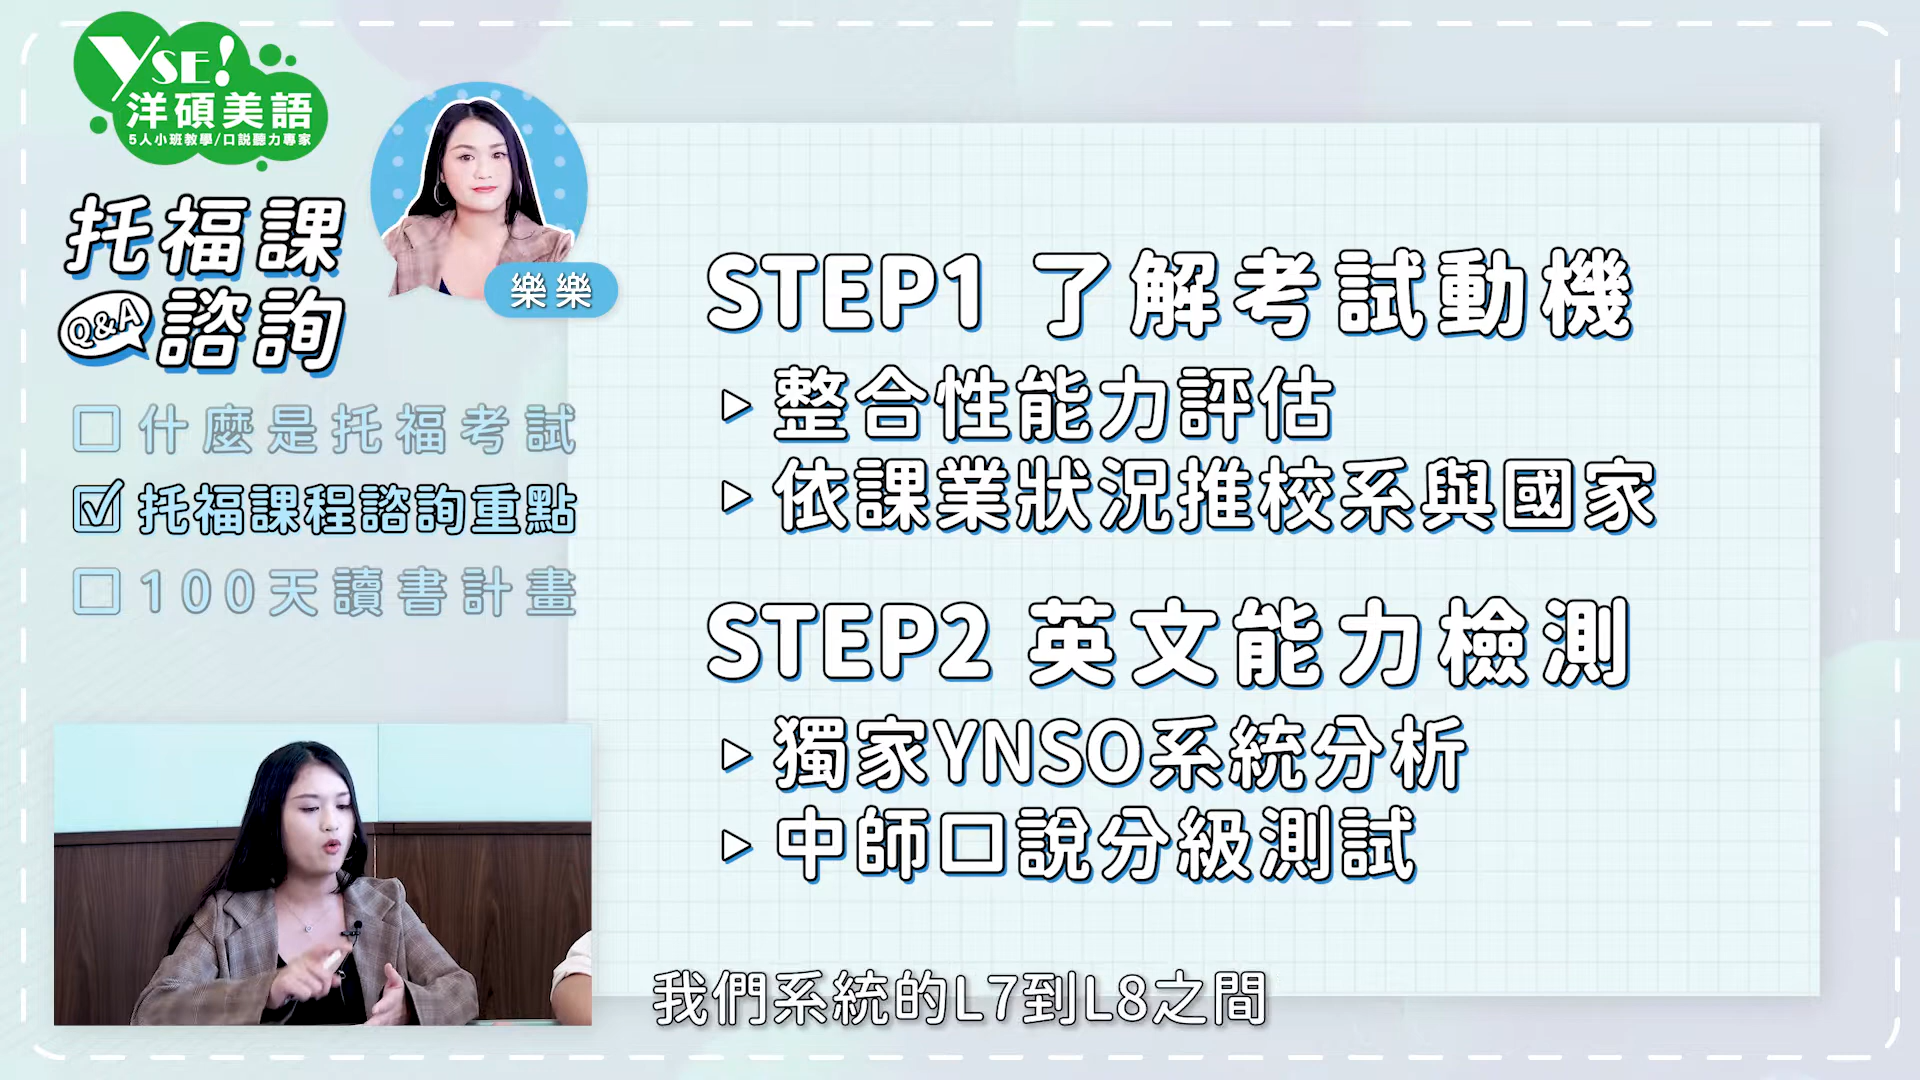 YSE!
洋碩美語
5人小班教學/口說聽力專家
托福課
Q&A
諮詢
樂樂
什麼是托福考試
托福課程諮詢重點
100天讀書計畫
STEP1 了解考試動機
整合性能力評估
依課業狀況推校系與國家
STEP2 英文能力檢測
獨家YNSO系統分析
中師口說分級測試
我們系統的L7到L8之間